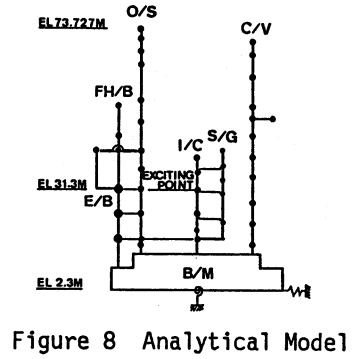 O/S
C/V
EL73.727M
FH/B
S/G
I/C
EXCITING
POINT
EL31.3M
E/B
B/M
EL2.3M
Figure 8 Analytical Model